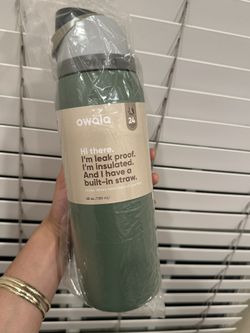 owala
24
Hi there.
I'm leak proof.
I'm insulated.
And I have a
built-in straw.